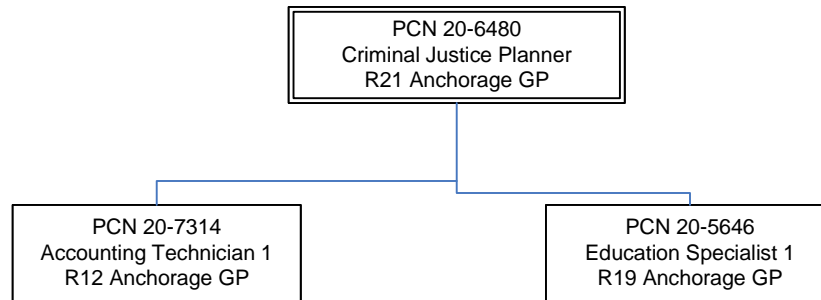 PCN 20-6480
Criminal Justice Planner
R21 Anchorage GP
PCN 20-7314
Accounting Technician 1
R12 Anchorage GP
PCN 20-5646
Education Specialist 1
R19 Anchorage GP